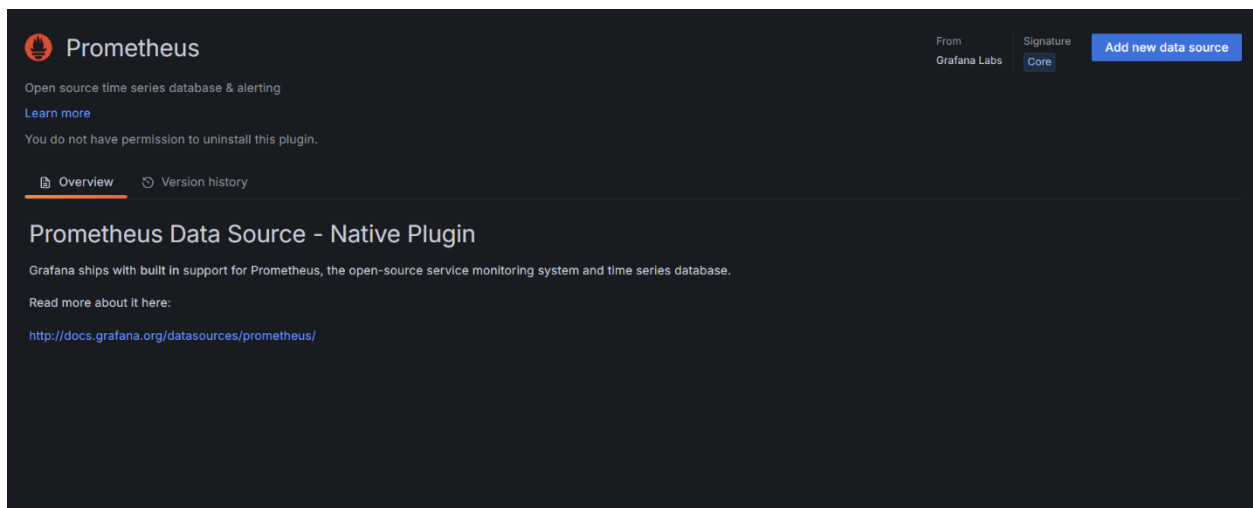 Prometheus
From
Grafana Labs
Signature
Core
Add new data source
Open source time series database & alerting
Learn more
You do not have permission to uninstall this plugin.
Overview
Version history
Prometheus Data Source - Native Plugin
Grafana ships with built in support for Prometheus, the open-source service monitoring system and time series database.
Read more about it here:
http://docs.grafana.org/datasources/prometheus/